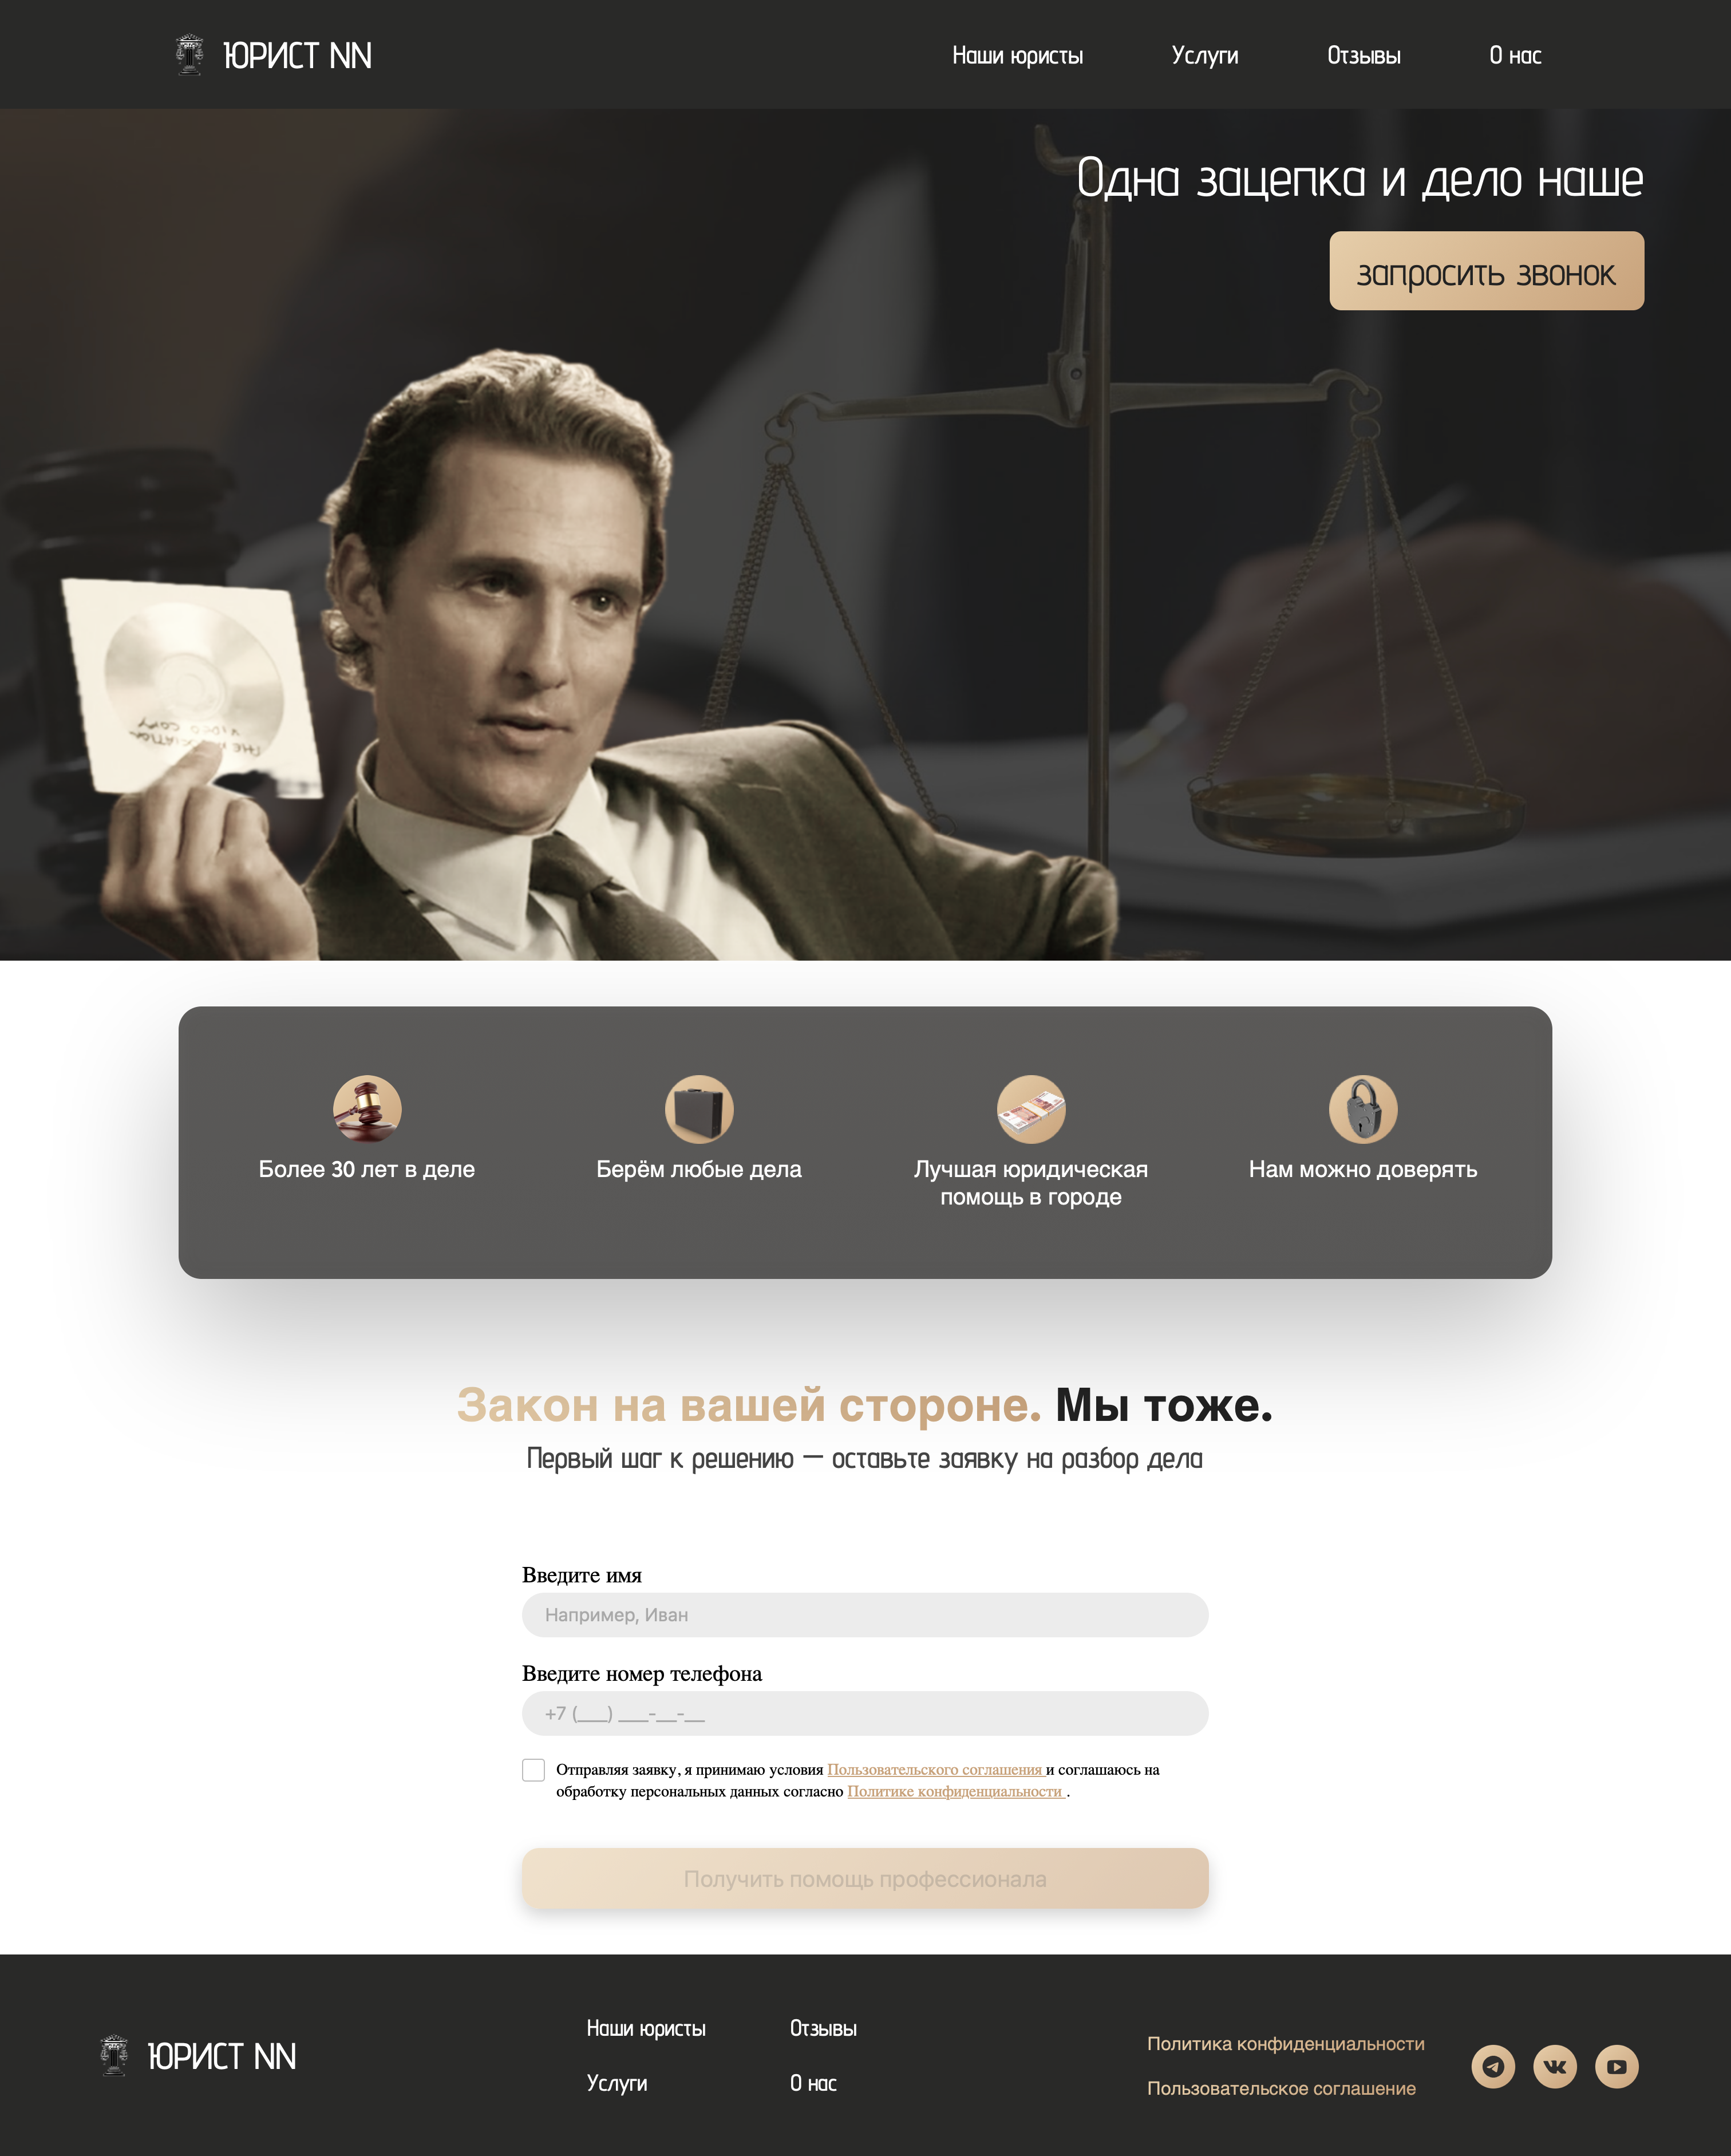 ЮРИСТ NN
Наши юристы
Услуги
Отзывы
О нас
Одна зацепка и дело наше
запросить звонок
VIDEO COPY
Более 30 лет в деле
Берём любые дела
Лучшая юридическая
помощь в городе
Нам можно доверять
Закон на вашей стороне. Мы тоже.
Первый шаг к решению — оставьте заявку на разбор дела
Введите имя
Например, Иван
Введите номер телефона
+7 (___) ___-__-__
Отправляя заявку, я принимаю условия Пользовательского соглашения и соглашаюсь на
обработку персональных данных согласно Политике конфиденциальности .
Получить помощь профессионала
ЮРИСТ NN
Наши юристы
Отзывы
Услуги
О нас
Политика конфиденциальности
Пользовательское соглашение